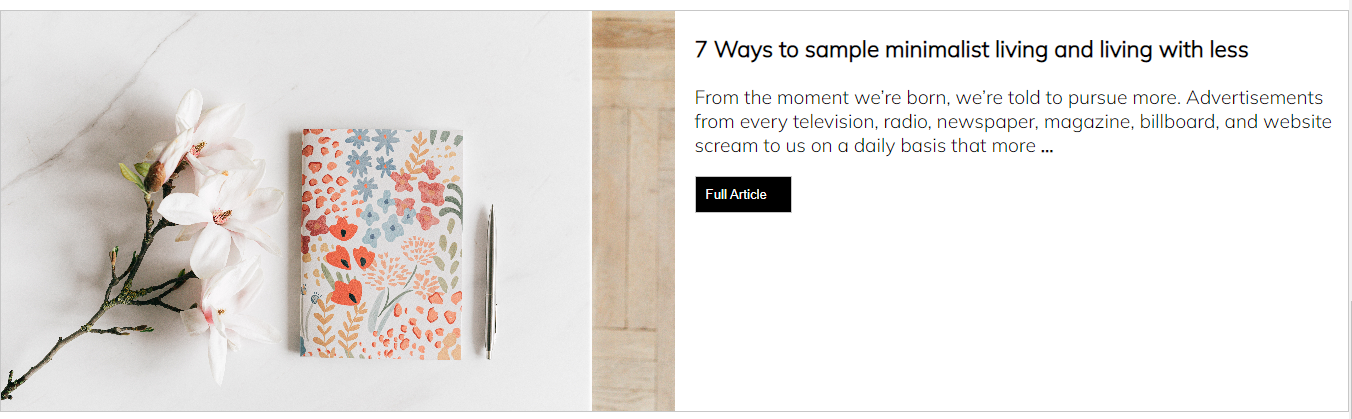 7 Ways to sample minimalist living and living with less
From the moment we're born, we're told to pursue more. Advertisements
from every television, radio, newspaper, magazine, billboard, and website
scream to us on a daily basis that more ...
Full Article